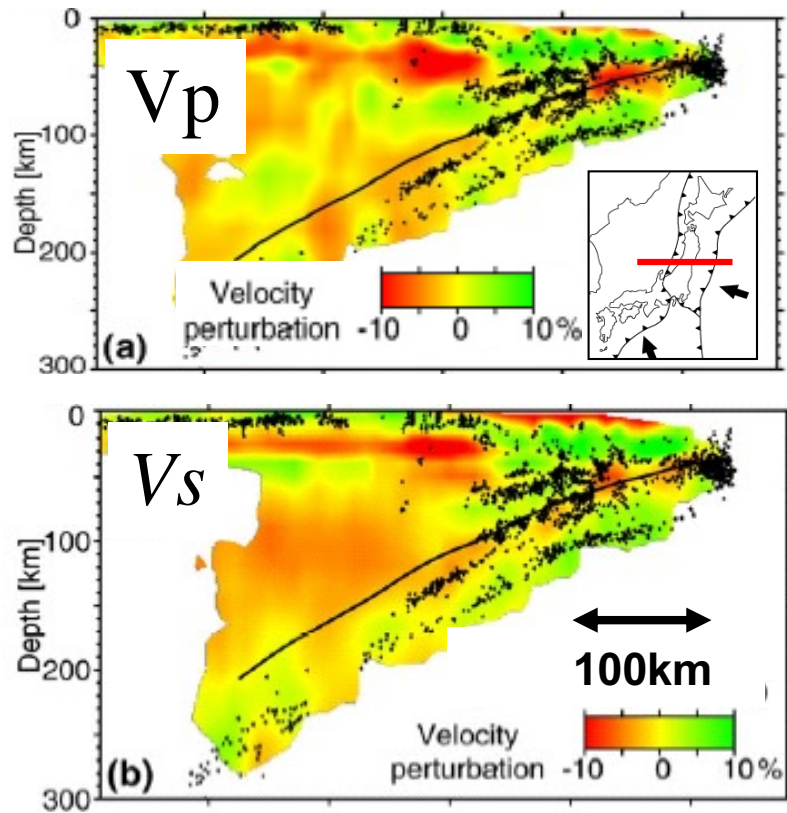 0
Vp
100
Depth [km]
200
Velocity
perturbation -10 0 10%
(a)
300
0
Vs
100
Depth [km]
200
100km
Velocity
perturbation -10 0 10%
(b)
300